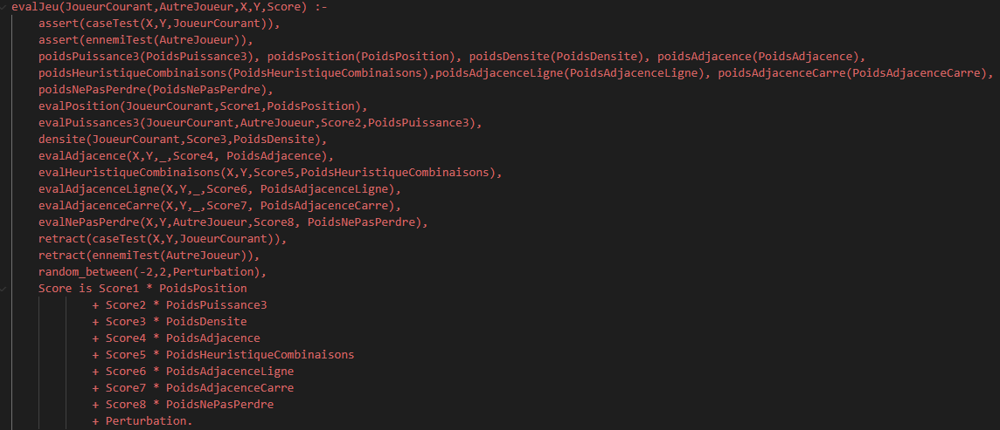 evalJeu(JoueurCourant,AutreJoueur,X,Y,Score) :-
assert(caseTest(X,Y,JoueurCourant)),
assert(ennemiTest(AutreJoueur)),
poidsPuissance3(PoidsPuissance3), poidsPosition(PoidsPosition), poidsDensite(PoidsDensite), poidsAdjacence(PoidsAdjacence),
poidsHeuristiqueCombinaisons(PoidsHeuristiqueCombinaisons),poidsAdjacenceLigne(PoidsAdjacenceLigne), poidsAdjacenceCarre(PoidsAdjacenceCarre),
poidsNePasPerdre(PoidsNePasPerdre),
evalPosition(JoueurCourant,Score1,PoidsPosition),
evalPuissances3(JoueurCourant,AutreJoueur,Score2,PoidsPuissance3),
densite(JoueurCourant,Score3,PoidsDensite),
evalAdjacence(X,Y,_,Score4, PoidsAdjacence),
evalHeuristiqueCombinaisons(X,Y,Score5,PoidsHeuristiqueCombinaisons),
evalAdjacenceLigne(X,Y,_,Score6, PoidsAdjacenceLigne),
evalAdjacenceCarre(X,Y,_,Score7, PoidsAdjacenceCarre),
evalNePasPerdre(X,Y,AutreJoueur,Score8, PoidsNePasPerdre),
retract(caseTest(X,Y,JoueurCourant)),
retract(ennemiTest(AutreJoueur)),
random_between(-2,2,Perturbation),
Score is Score1 * PoidsPosition
+ Score2 * PoidsPuissance3
+ Score3 * PoidsDensite
+ Score4 * PoidsAdjacence
+ Score5 * PoidsHeuristiqueCombinaisons
+ Score6 * PoidsAdjacenceLigne
+ Score7 * PoidsAdjacenceCarre
+ Score8 * PoidsNePasPerdre
+ Perturbation.